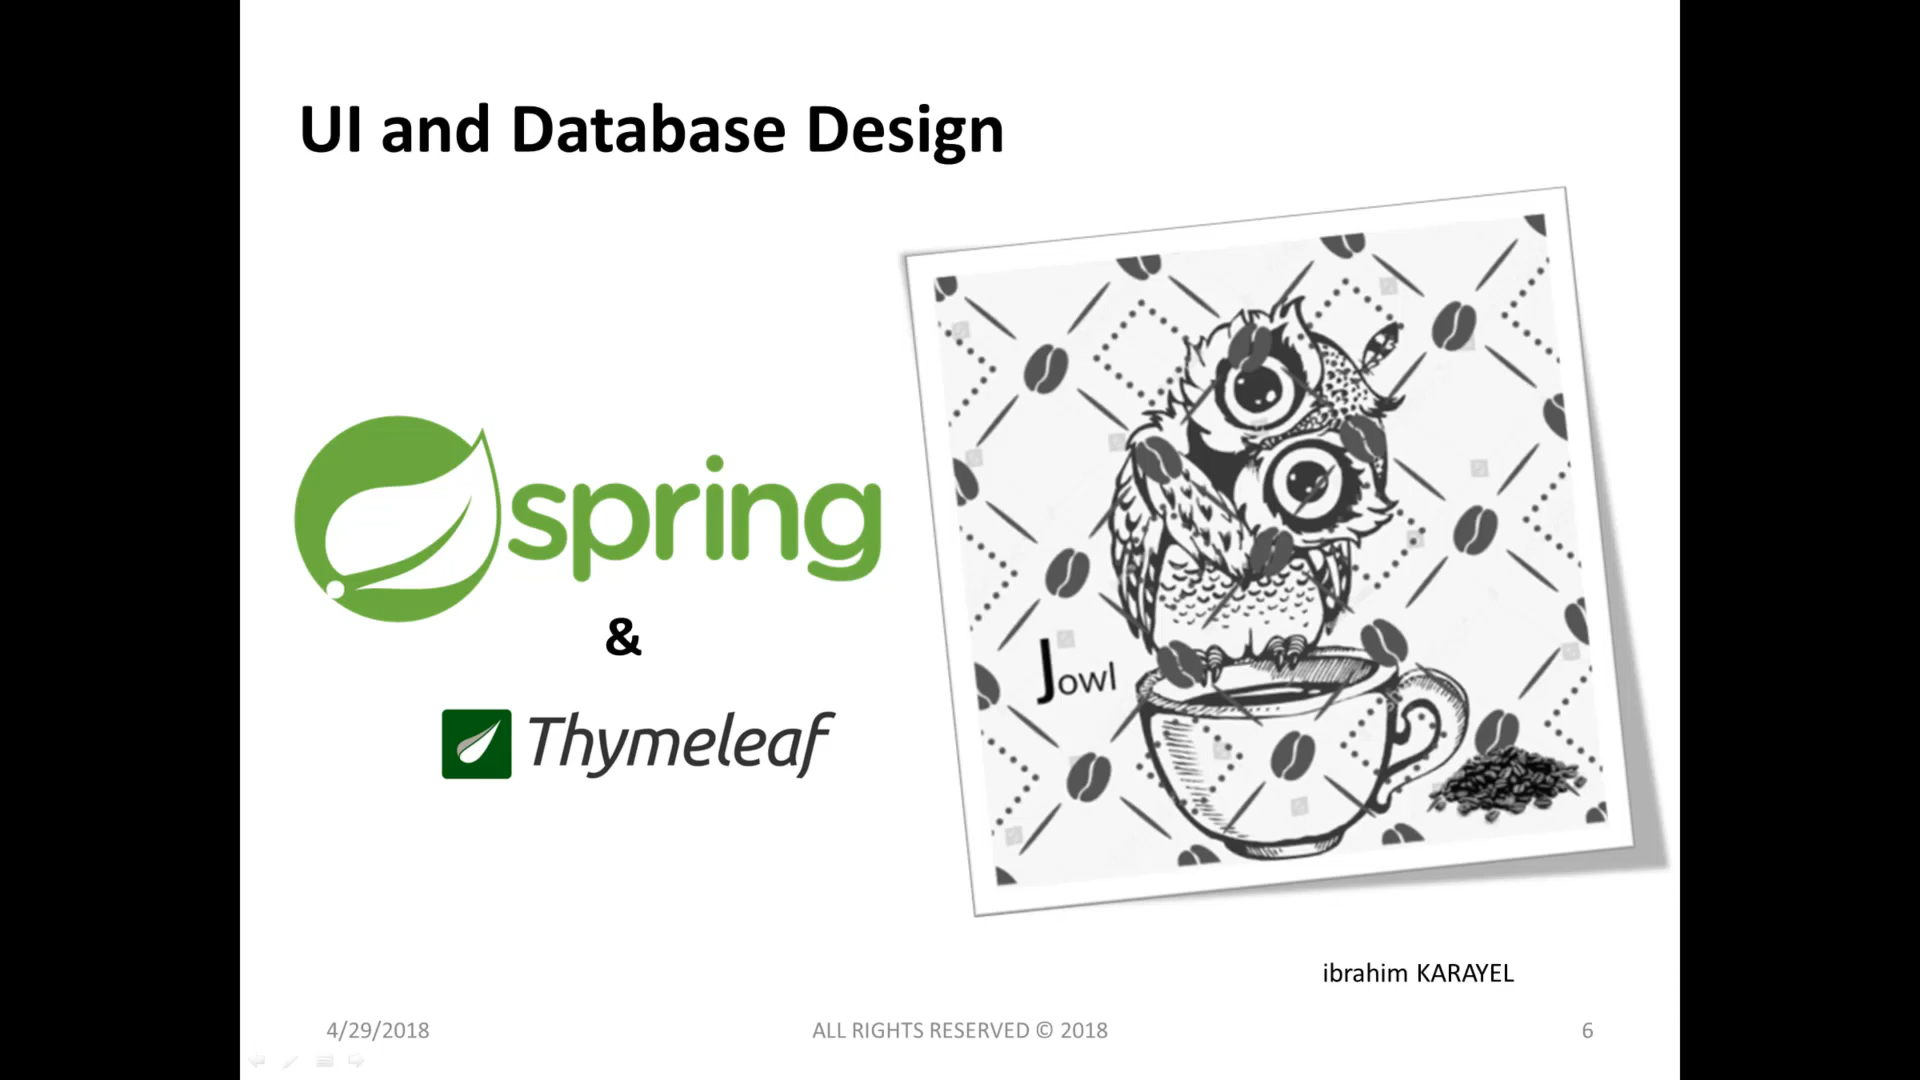 UI and Database Design
spring
&
Thymeleaf
Jowl
ibrahim KARAYEL
4/29/2018
ALL RIGHTS RESERVED © 2018
6